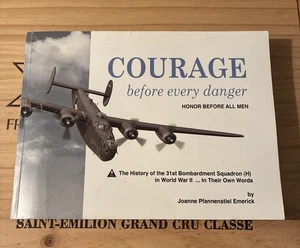 COURAGE
before every danger
HONOR BEFORE ALL MEN
The History of the 31st Bombardment Squadron (H)
in World War II ... In Their Own Words
by
Joanne Pfannenstiel Emerick
SAINT-EMILION GRAND CRU CLASSE